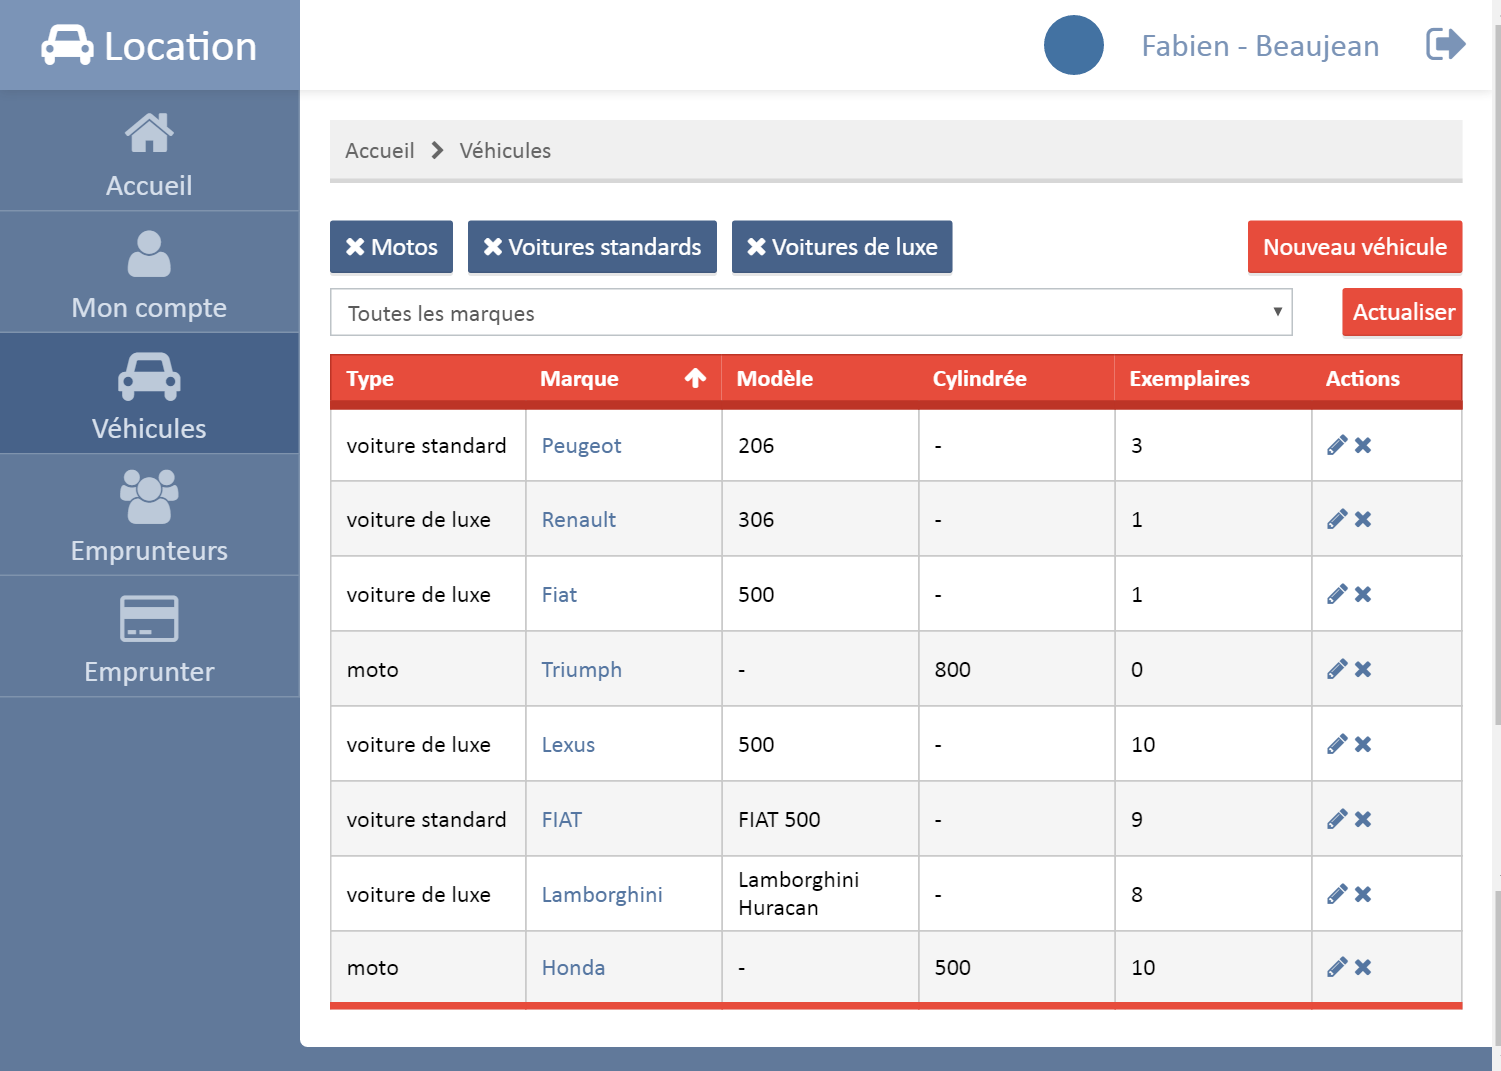 Location
Fabien - Beaujean
Accueil
Mon compte
Véhicules
Emprunteurs
Emprunter
Accueil Véhicules
Motos Voitures standards Voitures de luxe Nouveau véhicule
Toutes les marques Actualiser
Type Marque Modèle Cylindrée Exemplaires Actions
voiture standard Peugeot 206 - 3
voiture de luxe Renault 306 - 1
voiture de luxe Fiat 500 - 1
moto Triumph - 800 0
voiture de luxe Lexus 500 - 10
voiture standard FIAT FIAT 500 - 9
voiture de luxe Lamborghini Lamborghini Huracan - 8
moto Honda - 500 10